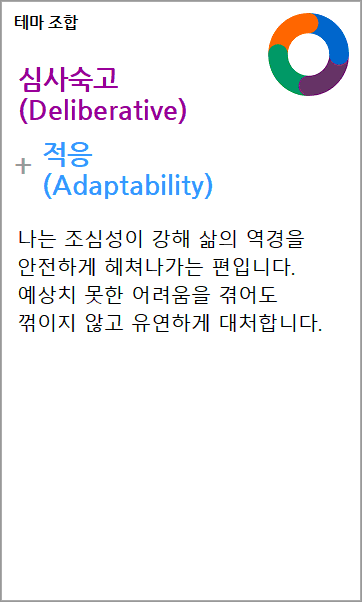 테마 조합
심사숙고
(Deliberative)
+ 적응
(Adaptability)
나는 조심성이 강해 삶의 역경을
안전하게 헤쳐나가는 편입니다.
예상치 못한 어려움을 겪어도
꺾이지 않고 유연하게 대처합니다.